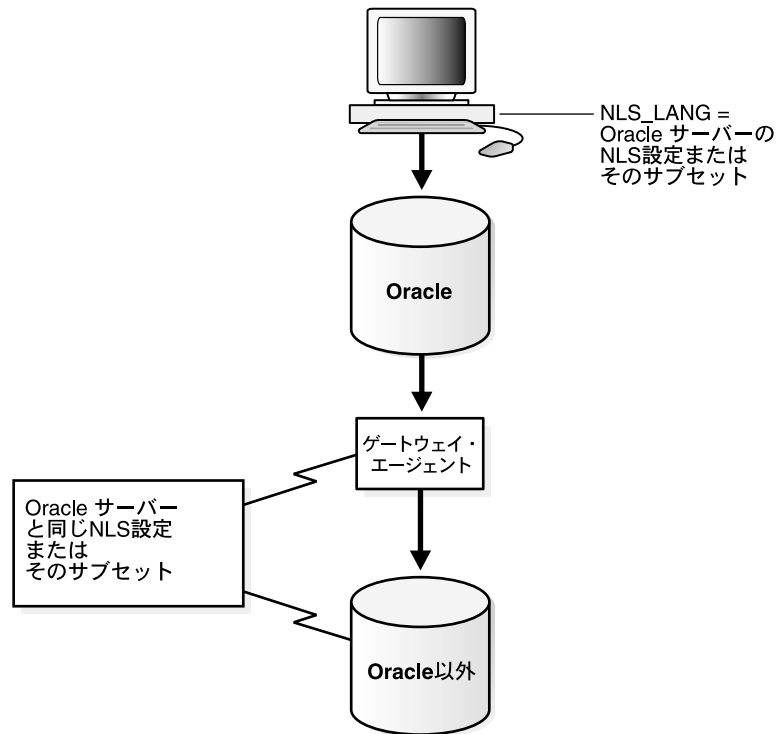 NLS_LANG =
Oracle サーバーの
NLS設定または
そのサブセット
Oracle
ゲートウェイ・
エージェント
Oracle サーバー
と同じNLS設定
または
そのサブセット
Oracle以外